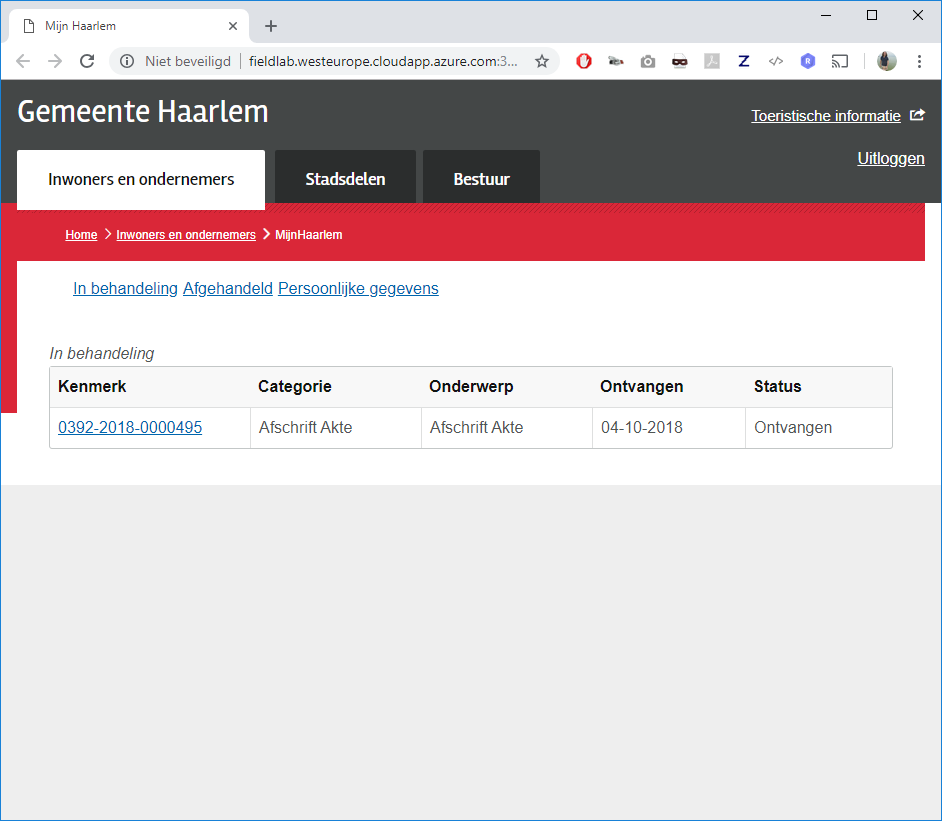 Mijn Haarlem
Niet beveiligd fieldlab.westeurope.cloudapp.azure.com:3...
Gemeente Haarlem
Toeristische informatie
Uitloggen
Inwoners en ondernemers Stadsdelen Bestuur
Home Inwoners en ondernemers MijnHaarlem
In behandeling Afgehandeld Persoonlijke gegevens
In behandeling
Kenmerk Categorie Onderwerp Ontvangen Status
0392-2018-0000495 Afschrift Akte Afschrift Akte 04-10-2018 Ontvangen